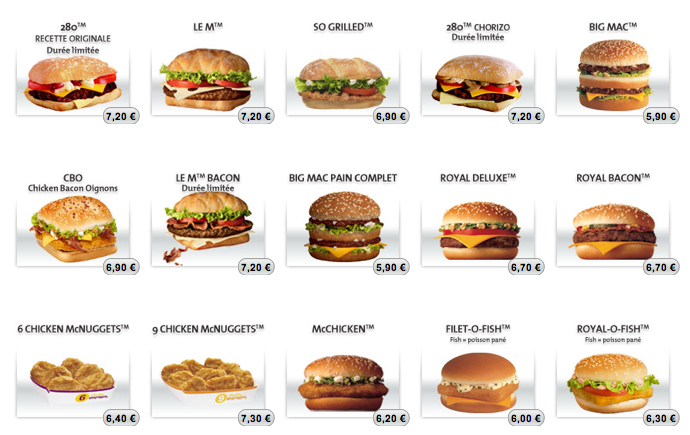 280™
RECETTE ORIGINALE
Durée limitée
7,20 €
LE M™
7,20 €
SO GRILLED™
6,90 €
280™ CHORIZO
Durée limitée
7,20 €
BIG MAC™
5,90 €
CBO
Chicken Bacon Oignons
6,90 €
LE M™ BACON
Durée limitée
7,20 €
BIG MAC PAIN COMPLET
5,90 €
ROYAL DELUXE™
6,70 €
ROYAL BACON™
6,70 €
6 CHICKEN McNUGGETS™
6
6,40 €
9 CHICKEN McNUGGETS™
9
7,30 €
McCHICKEN™
6,20 €
FILET-O-FISH™
Fish = poisson pané
6,00 €
ROYAL-O-FISH™
Fish = poisson pané
6,30 €